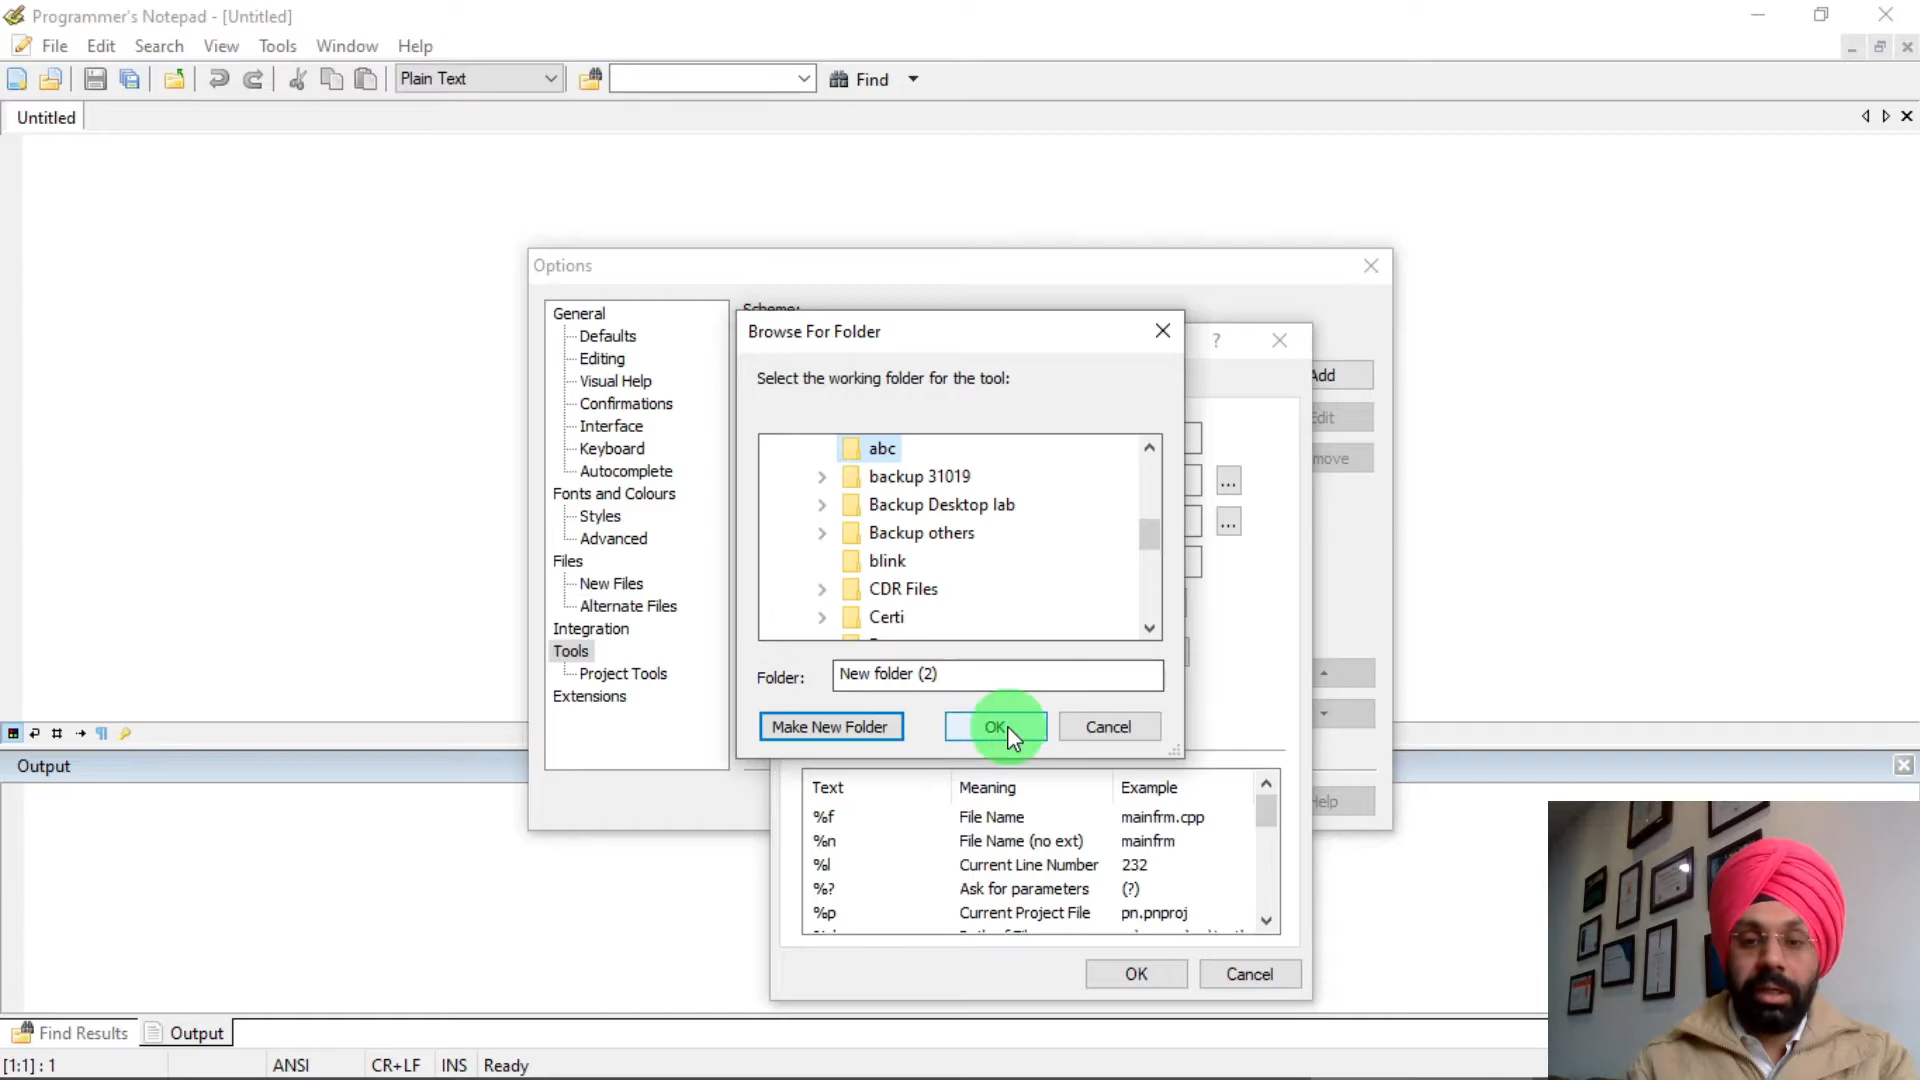 Programmer's Notepad - [Untitled]
File Edit Search View Tools Window Help
Plain Text Find
Untitled
Options
General
Defaults
Editing
Visual Help
Confirmations
Interface
Keyboard
Autocomplete
Fonts and Colours
Styles
Advanced
Files
New Files
Alternate Files
Integration
Tools
Project Tools
Extensions
Scheme:
Add
Edit
move
Help
?
Browse For Folder
Select the working folder for the tool:
abc
backup 31019
Backup Desktop lab
Backup others
blink
CDR Files
Certi
Folder: New folder (2)
Make New Folder OK Cancel
... 
...
Text Meaning Example
%f File Name mainfrm.cpp
%n File Name (no ext) mainfrm
%l Current Line Number 232
%? Ask for parameters (?)
%p Current Project File pn.pnproj
OK Cancel
Output
Find Results Output
[1:1] : 1 ANSI CR+LF INS Ready